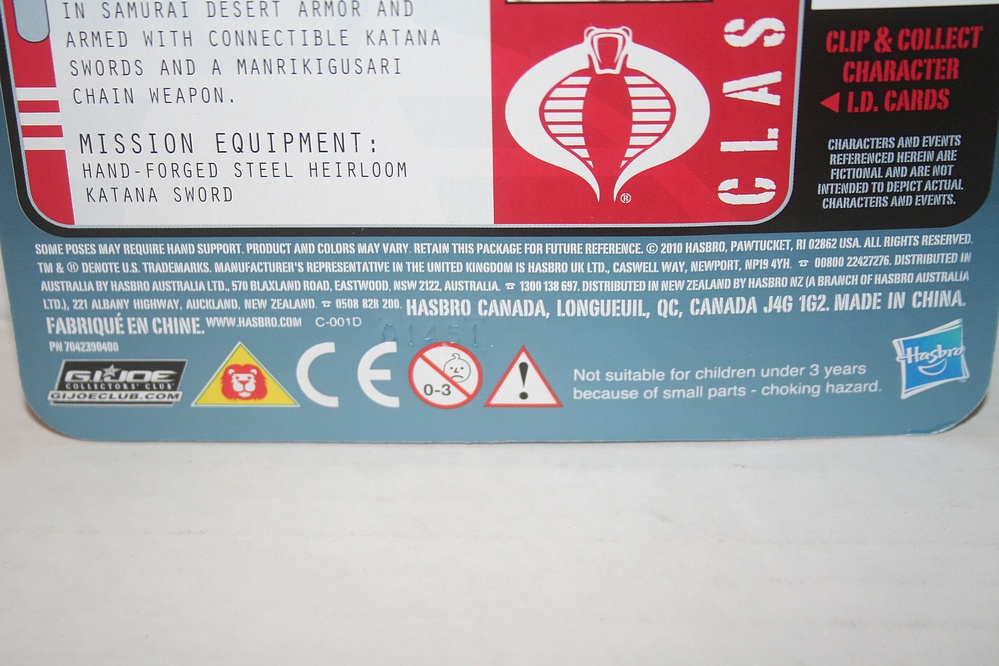 IN SAMURAI DESERT ARMOR AND
ARMED WITH CONNECTIBLE KATANA
SWORDS AND A MANRIKIGUSARI
CHAIN WEAPON.
MISSION EQUIPMENT:
HAND-FORGED STEEL HEIRLOOM
KATANA SWORD
®
CLAS
CLIP & COLLECT
CHARACTER
I.D. CARDS
CHARACTERS AND EVENTS
REFERENCED HEREIN ARE
FICTIONAL AND ARE NOT
INTENDED TO DEPICT ACTUAL
CHARACTERS AND EVENTS.
SOME POSES MAY REQUIRE HAND SUPPORT. PRODUCT AND COLORS MAY VARY. RETAIN THIS PACKAGE FOR FUTURE REFERENCE. © 2010 HASBRO, PAWTUCKET, RI 02862 USA. ALL RIGHTS RESERVED.
TM & ® DENOTE U.S. TRADEMARKS. MANUFACTURER'S REPRESENTATIVE IN THE UNITED KINGDOM IS HASBRO UK LTD., CASWELL WAY, NEWPORT, NP19 4YH. ☎ 00800 22427276. DISTRIBUTED IN
AUSTRALIA BY HASBRO AUSTRALIA LTD., 570 BLAXLAND ROAD, EASTWOOD, NSW 2122, AUSTRALIA. ☎ 1300 138 697. DISTRIBUTED IN NEW ZEALAND BY HASBRO NZ (A BRANCH OF HASBRO AUSTRALIA
LTD.), 221 ALBANY HIGHWAY, AUCKLAND, NEW ZEALAND. ☎ 0508 828 200. HASBRO CANADA, LONGUEUIL, QC, CANADA J4G 1G2. MADE IN CHINA.
FABRIQUÉ EN CHINE. WWW.HASBRO.COM C-001D 01451
PN 7042390400
G.I. JOE
COLLECTORS' CLUB
GIJOECLUB.COM
CE
0-3
!
Not suitable for children under 3 years
because of small parts - choking hazard.
Hasbro